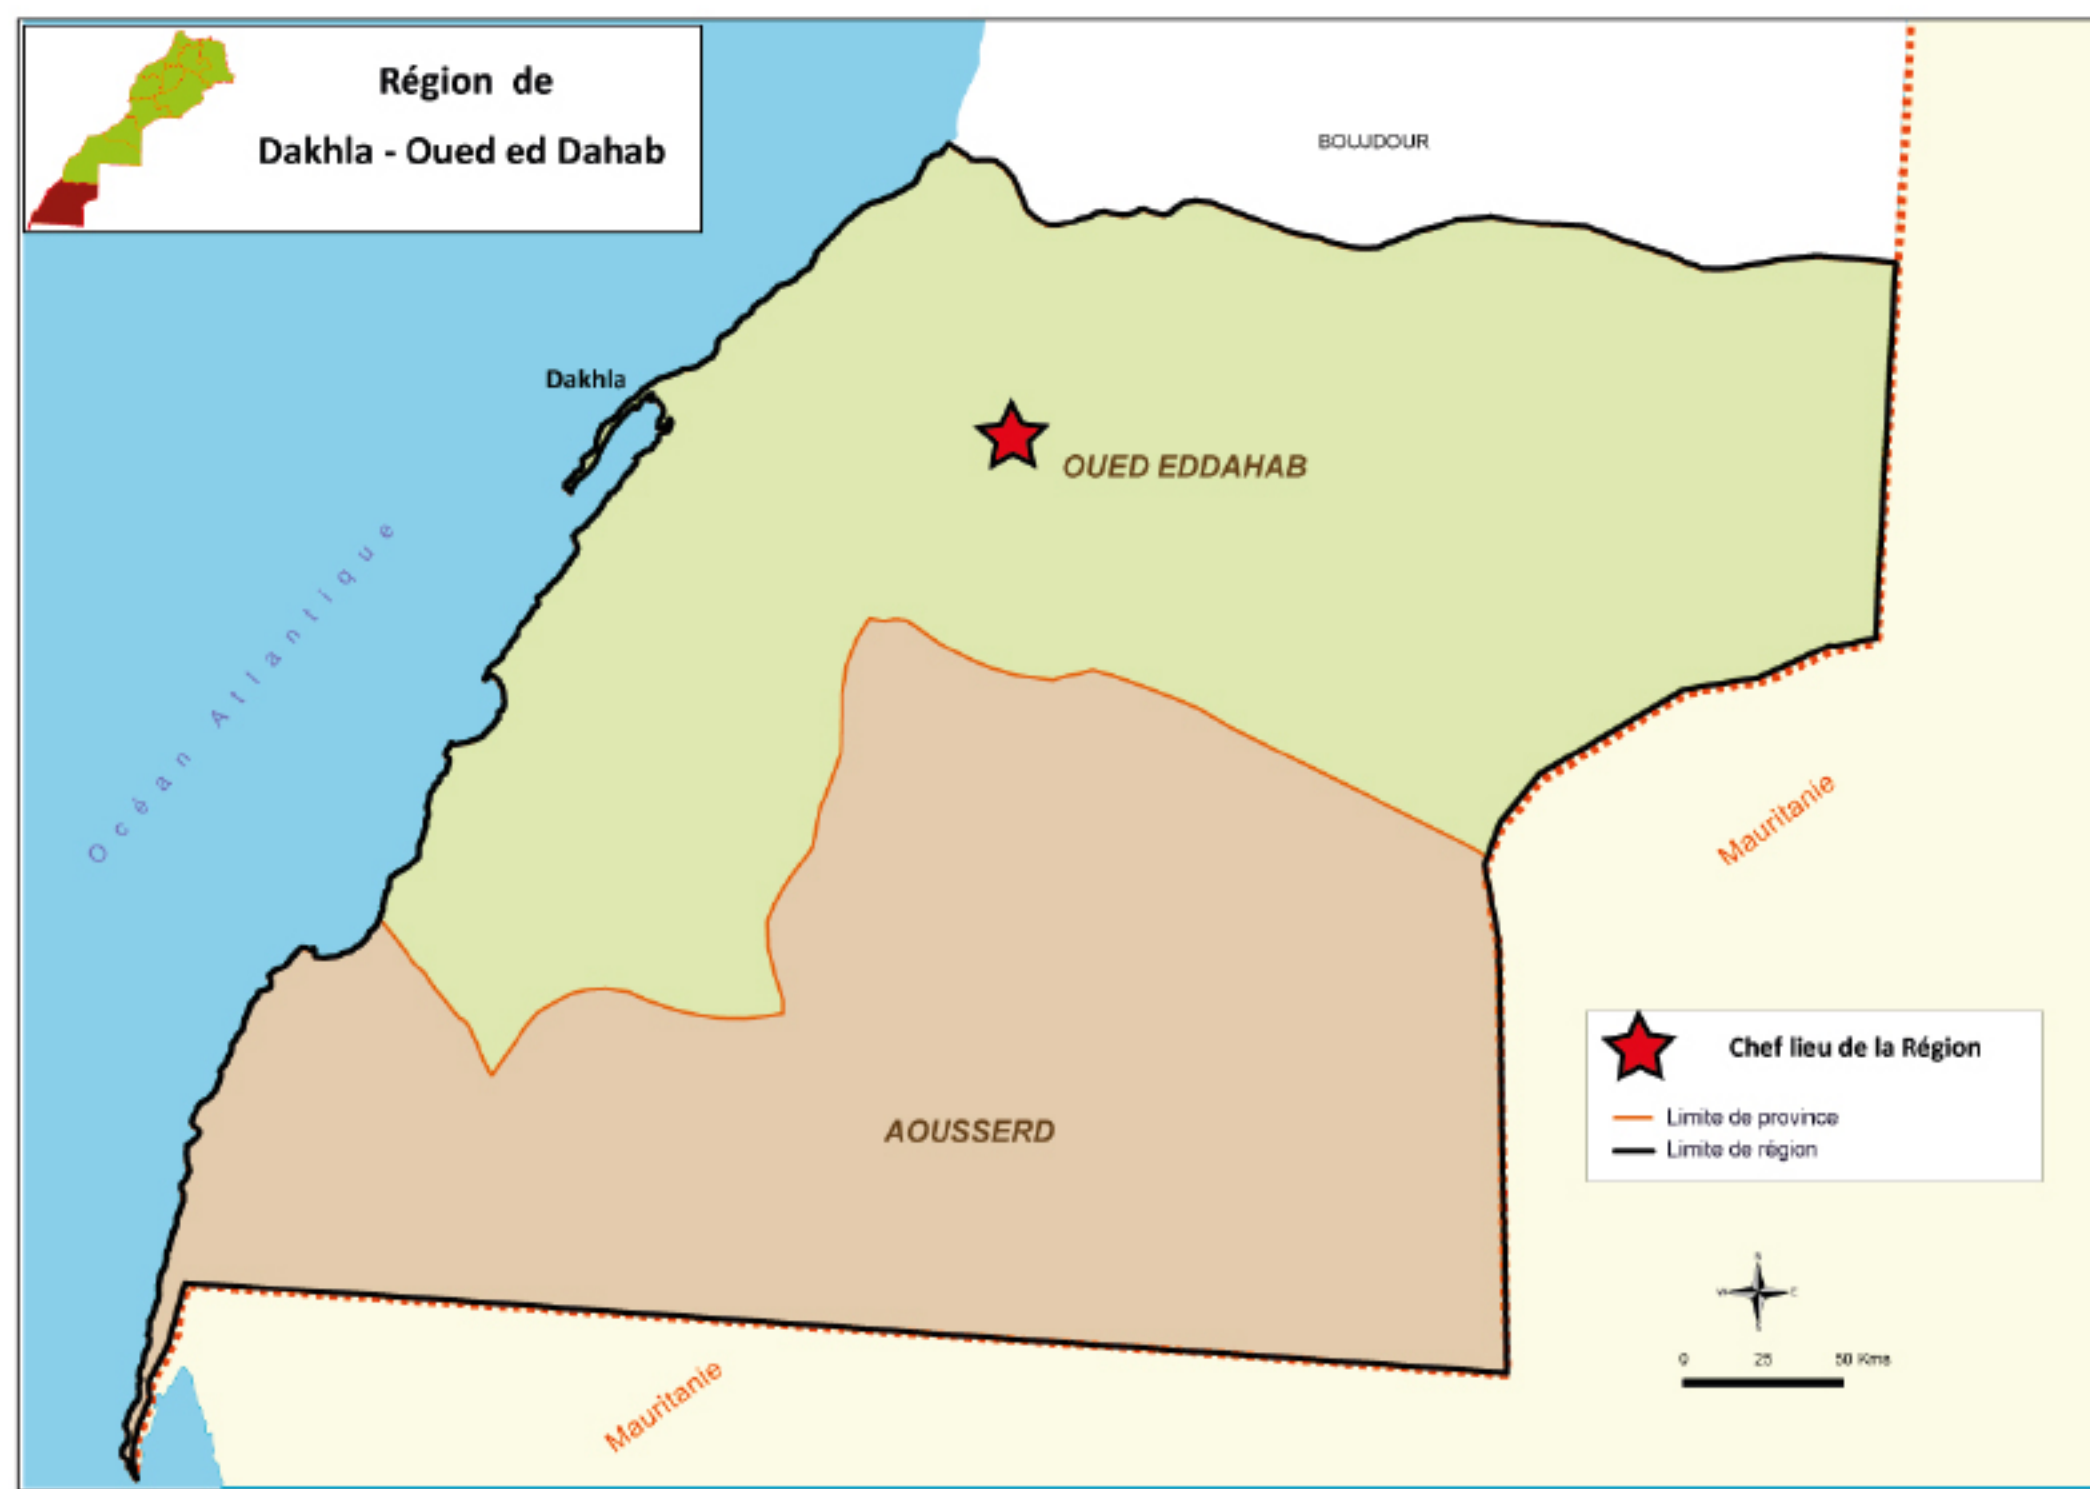 Région de
Dakhla - Oued ed Dahab
BOUJDOUR
Dakhla
OUED EDDAHAB
Océan Atlantique
Mauritanie
AOUSSERD
Chef lieu de la Région
Limite de province
Limite de région
N
W E
S
0 25 50 Kms
Mauritanie